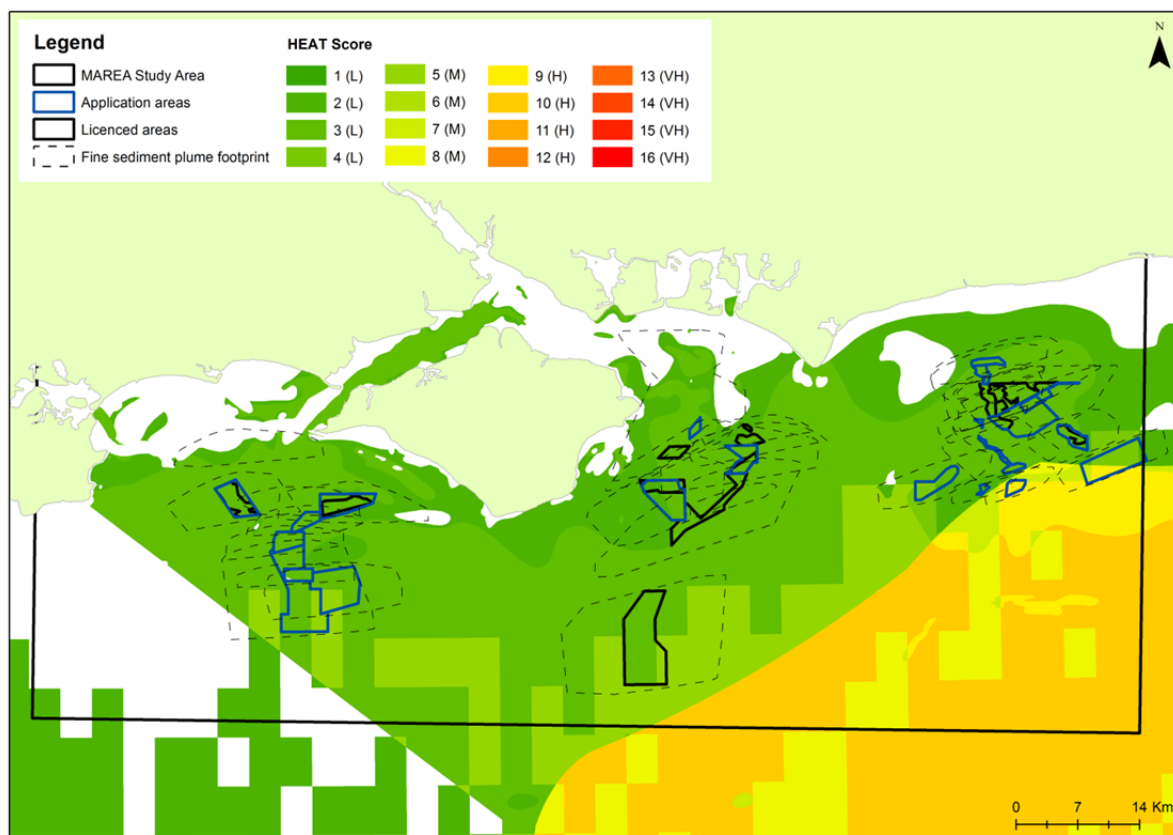 N
Legend
MAREA Study Area
Application areas
Licenced areas
Fine sediment plume footprint
HEAT Score
1 (L)
2 (L)
3 (L)
4 (L)
5 (M)
6 (M)
7 (M)
8 (M)
9 (H)
10 (H)
11 (H)
12 (H)
13 (VH)
14 (VH)
15 (VH)
16 (VH)
0 7 14 Km